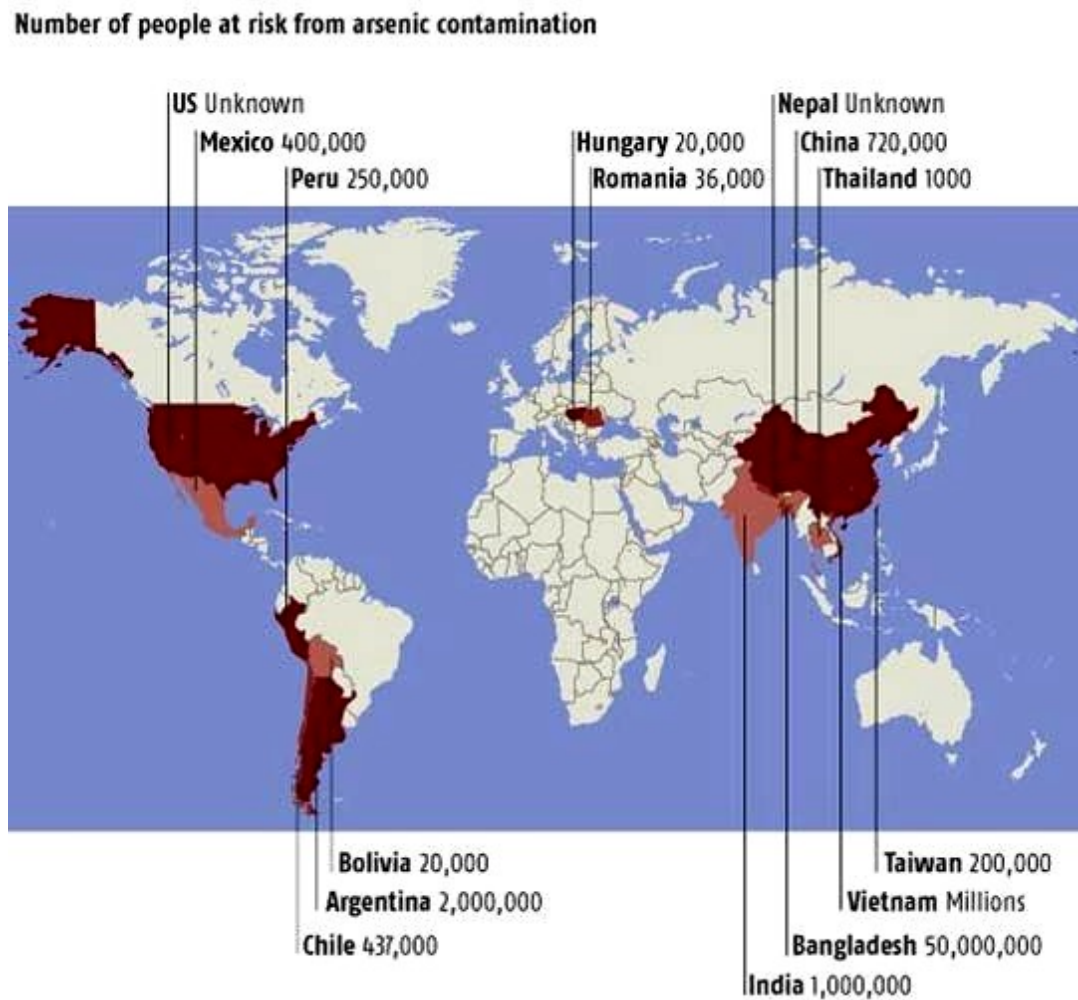 Number of people at risk from arsenic contamination
US Unknown
Nepal Unknown
Mexico 400,000
Hungary 20,000
China 720,000
Peru 250,000
Romania 36,000
Thailand 1000
Bolivia 20,000
Taiwan 200,000
Argentina 2,000,000
Vietnam Millions
Chile 437,000
Bangladesh 50,000,000
India 1,000,000